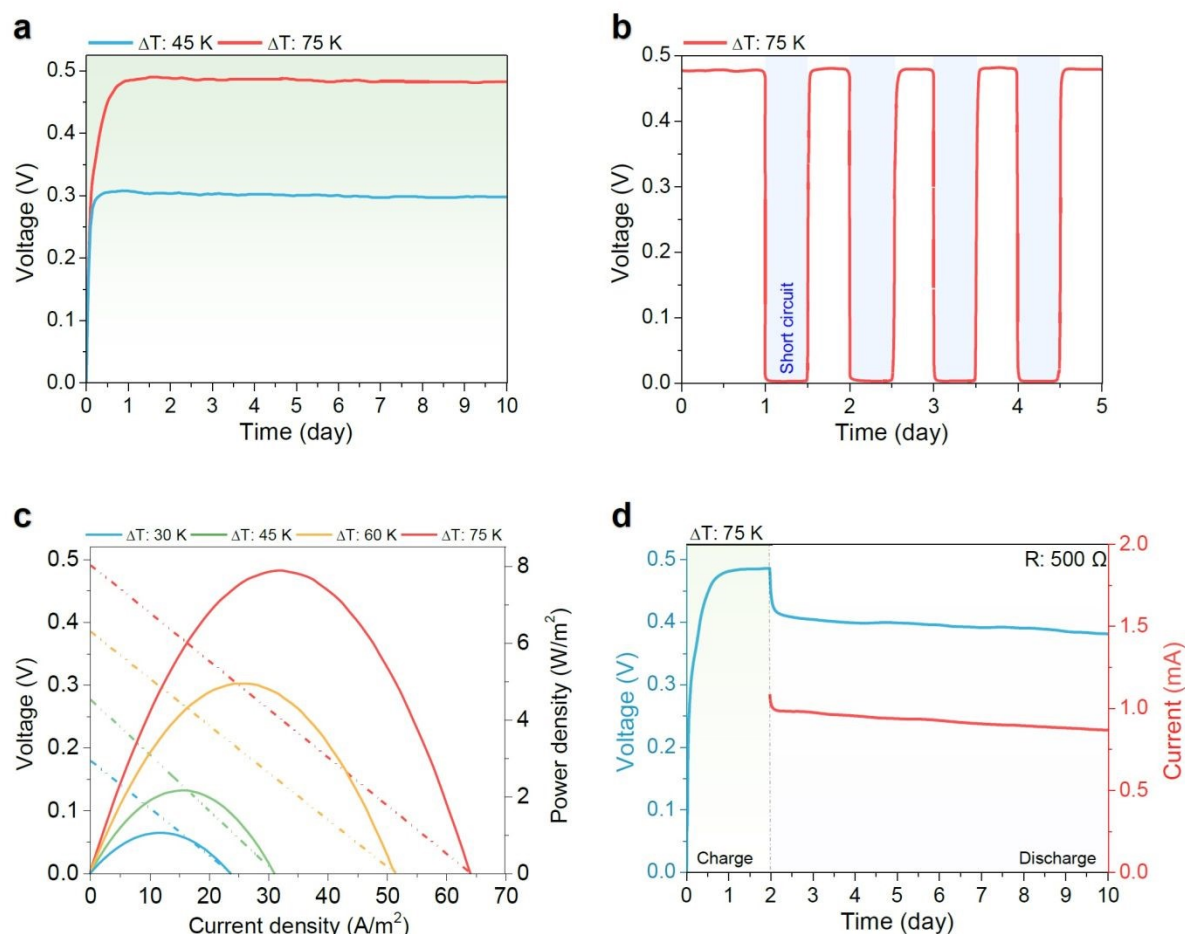 a
ΔT: 45 K ΔT: 75 K
0.5
0.4
0.3
0.2
0.1
0.0
Voltage (V)
0 1 2 3 4 5 6 7 8 9 10
Time (day)
b
ΔT: 75 K
0.5
0.4
0.3
0.2
0.1
0.0
Voltage (V)
Short circuit
0 1 2 3 4 5
Time (day)
c
ΔT: 30 K ΔT: 45 K ΔT: 60 K ΔT: 75 K
0.5
0.4
0.3
0.2
0.1
0.0
Voltage (V)
8
6
4
2
0
Power density (W/m²)
0 10 20 30 40 50 60 70
Current density (A/m²)
d
ΔT: 75 K
R: 500 Ω
0.5
0.4
0.3
0.2
0.1
0.0
Voltage (V)
2.0
1.5
1.0
0.5
0.0
Current (mA)
Charge
Discharge
0 1 2 3 4 5 6 7 8 9 10
Time (day)